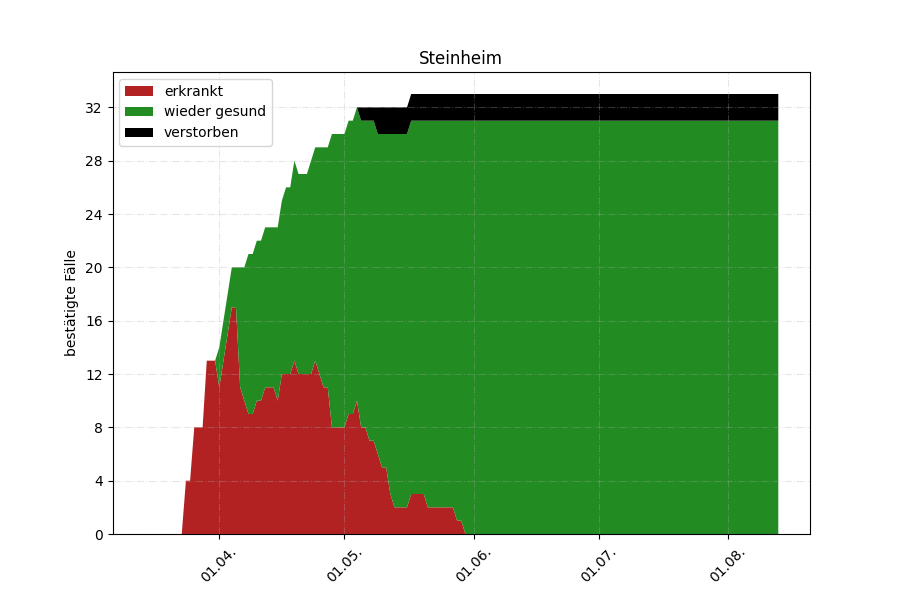 Steinheim
erkrankt
wieder gesund
verstorben
bestätigte Fälle
32
28
24
20
16
12
8
4
0
01.04.
01.05.
01.06.
01.07.
01.08.